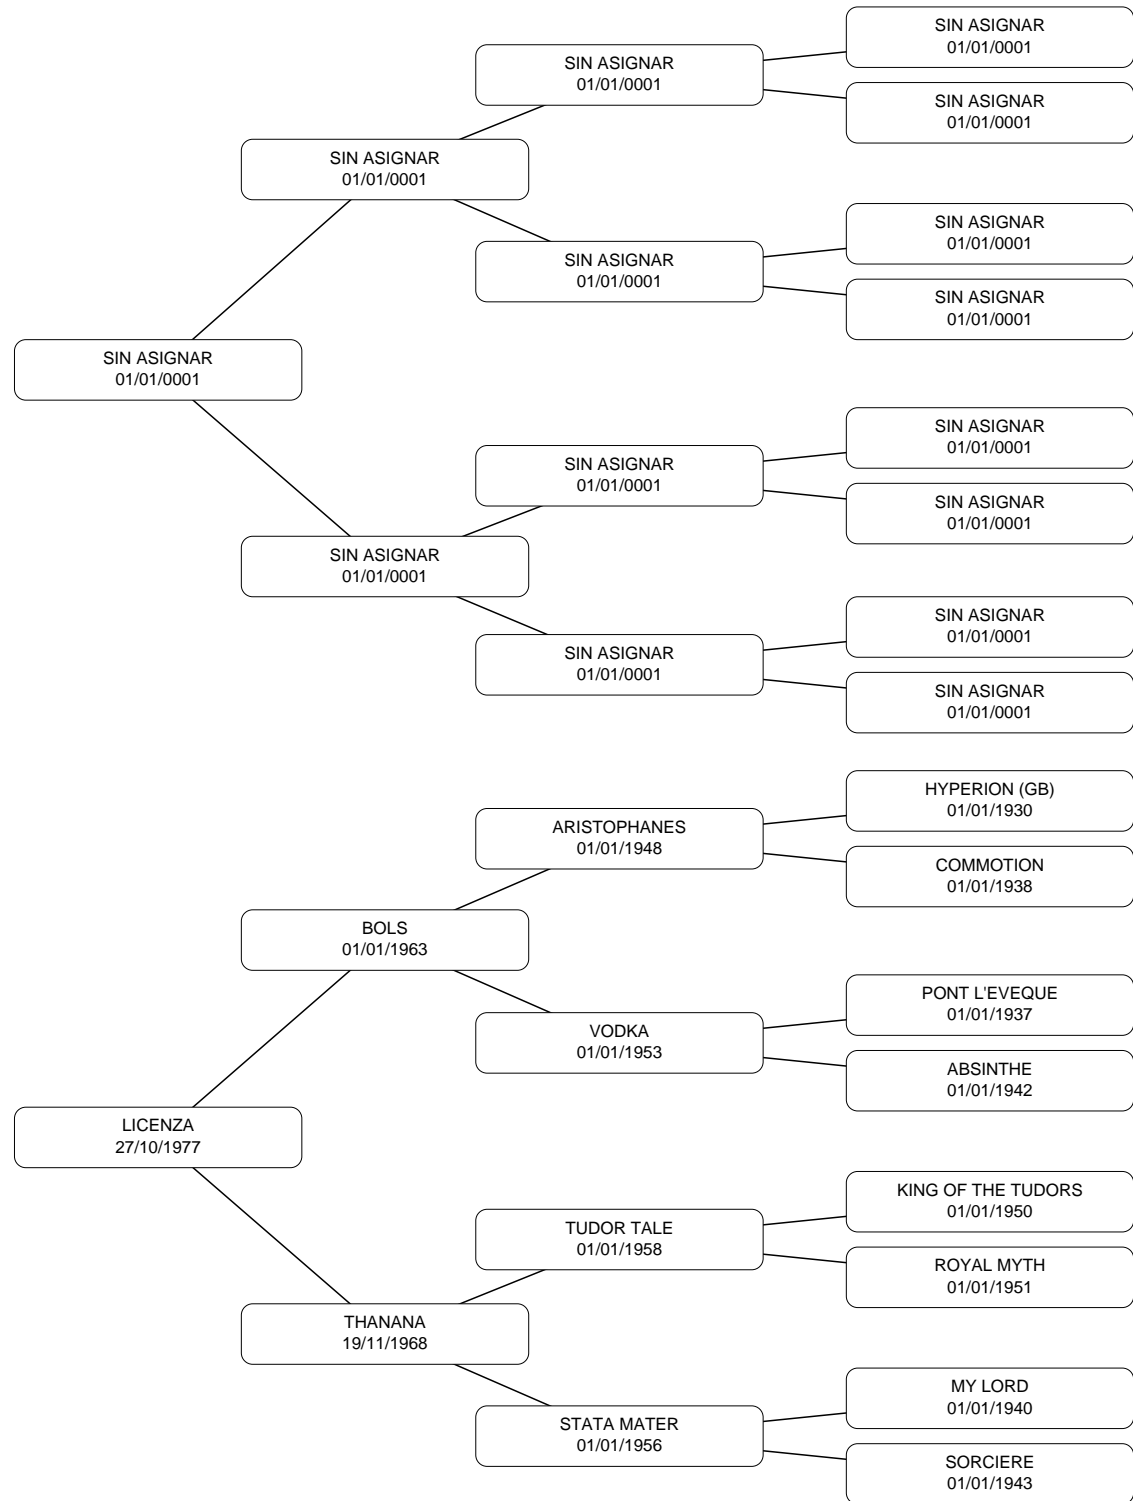 SIN ASIGNAR
01/01/0001
SIN ASIGNAR
01/01/0001
SIN ASIGNAR
01/01/0001
SIN ASIGNAR
01/01/0001
SIN ASIGNAR
01/01/0001
SIN ASIGNAR
01/01/0001
SIN ASIGNAR
01/01/0001
SIN ASIGNAR
01/01/0001
SIN ASIGNAR
01/01/0001
SIN ASIGNAR
01/01/0001
SIN ASIGNAR
01/01/0001
SIN ASIGNAR
01/01/0001
SIN ASIGNAR
01/01/0001
SIN ASIGNAR
01/01/0001
SIN ASIGNAR
01/01/0001
HYPERION (GB)
01/01/1930
ARISTOPHANES
01/01/1948
COMMOTION
01/01/1938
BOLS
01/01/1963
PONT L'EVEQUE
01/01/1937
VODKA
01/01/1953
ABSINTHE
01/01/1942
LICENZA
27/10/1977
KING OF THE TUDORS
01/01/1950
TUDOR TALE
01/01/1958
ROYAL MYTH
01/01/1951
THANANA
19/11/1968
MY LORD
01/01/1940
STATA MATER
01/01/1956
SORCIERE
01/01/1943